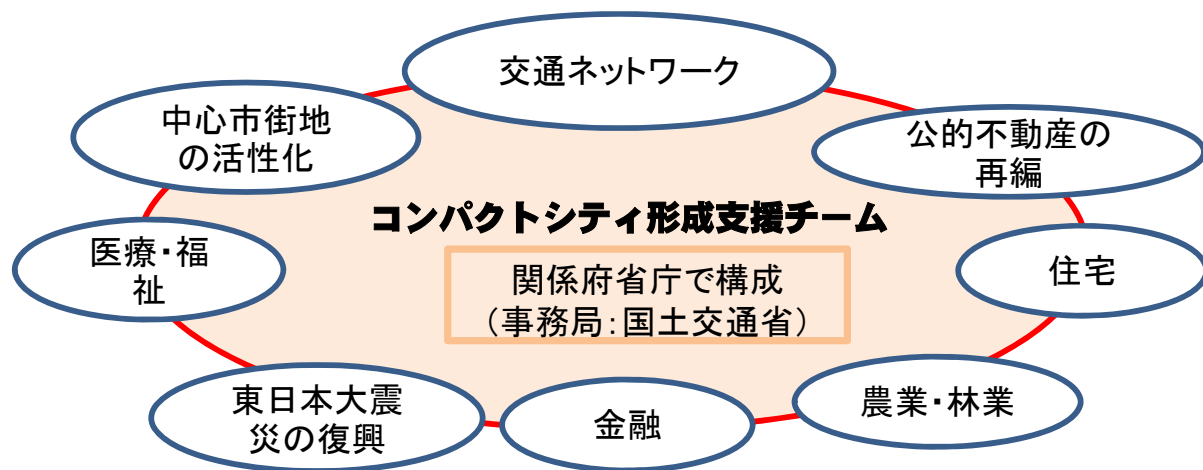 交通ネットワーク
中心市街地
の活性化
公的不動産の
再編
コンパクトシティ形成支援チーム
医療・福
祉
関係府省庁で構成
（事務局：国土交通省）
住宅
東日本大震
災の復興
金融
農業・林業